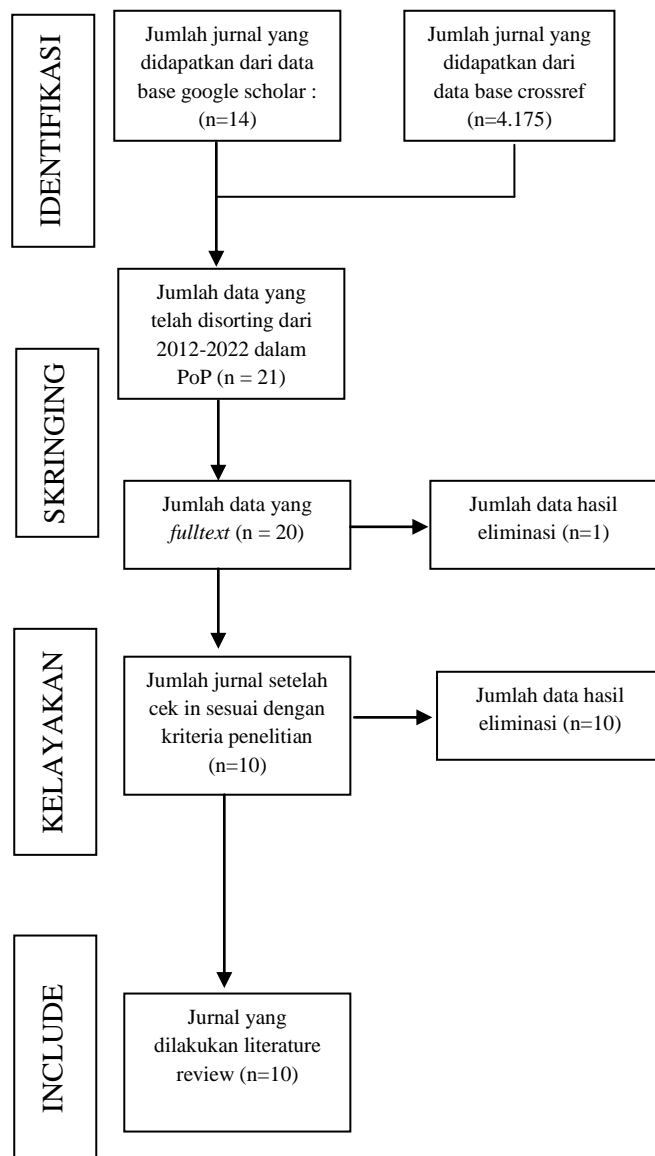 IDENTIFIKASI
Jumlah jurnal yang
didapatkan dari data
base google scholar :
(n=14)
Jumlah jurnal yang
didapatkan dari
data base crossref
(n=4.175)
SKRINGING
Jumlah data yang
telah disorting dari
2012-2022 dalam
PoP (n = 21)
Jumlah data yang
fulltext (n = 20)
Jumlah data hasil
eliminasi (n=1)
KELAYAKAN
Jumlah jurnal setelah
cek in sesuai dengan
kriteria penelitian
(n=10)
Jumlah data hasil
eliminasi (n=10)
INCLUDE
Jurnal yang
dilakukan literature
review (n=10)